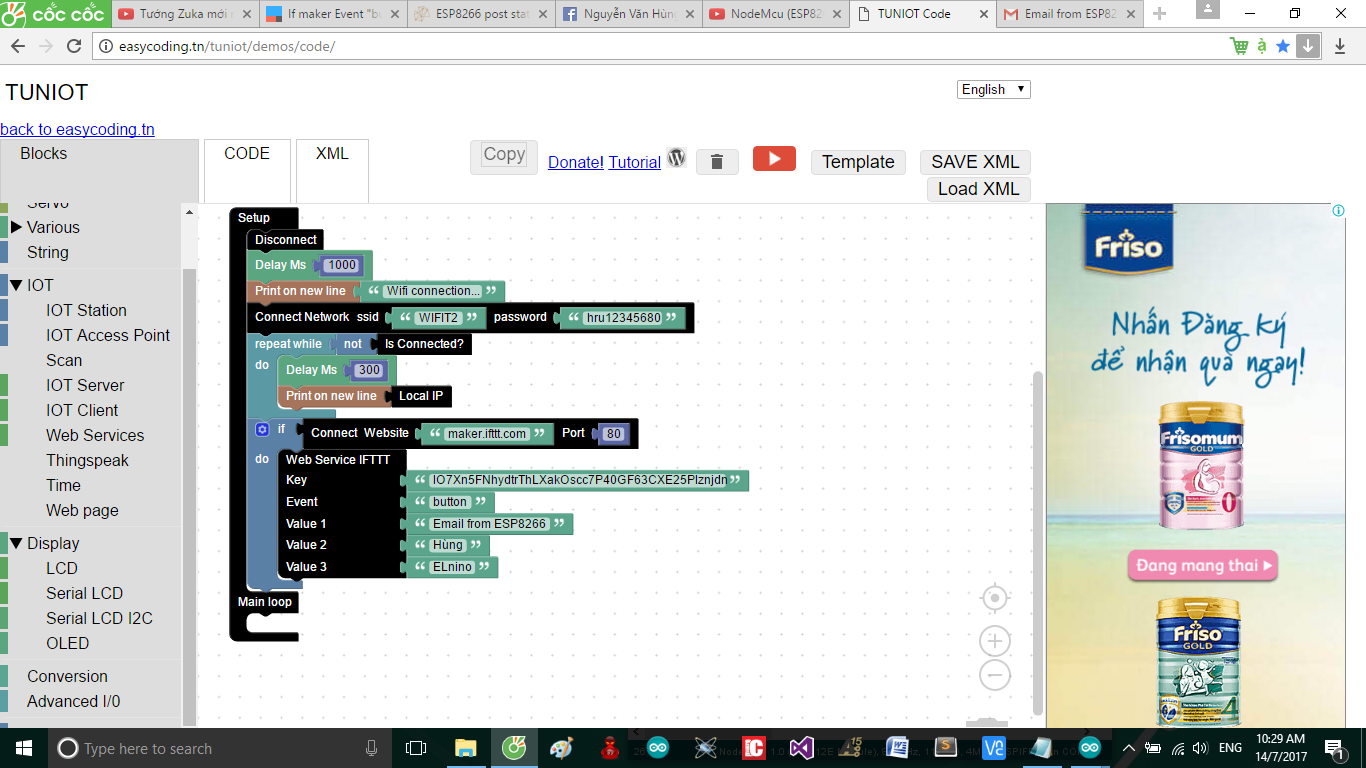 cốc cốc
Tướng Zuka mới r
If maker Event "bu
ESP8266 post stat
Nguyễn Văn Hùng
NodeMcu (ESP82
TUNIOT Code
Email from ESP82
easycoding.tn/tuniot/demos/code/
TUNIOT
English
back to easycoding.tn
Blocks
CODE
XML
Copy
Donate! Tutorial
Template
SAVE XML
Load XML
Servo
Various
String
IOT
IOT Station
IOT Access Point
Scan
IOT Server
IOT Client
Web Services
Thingspeak
Time
Web page
Display
LCD
Serial LCD
Serial LCD I2C
OLED
Conversion
Advanced I/0
Setup
Disconnect
Delay Ms 1000
Print on new line “ Wifi connection... ”
Connect Network ssid “ WIFIT2 ” password “ hru12345680 ”
repeat while not Is Connected?
do Delay Ms 300
Print on new line Local IP
if Connect Website “ maker.ifttt.com ” Port 80
do Web Service IFTTT
Key “ IO7Xn5FNhydtrThLXakOscc7P40GF63CXE25PIznjdn ”
Event “ button ”
Value 1 “ Email from ESP8266 ”
Value 2 “ Hùng ”
Value 3 “ ELnino ”
Main loop
Friso
Nhấn Đăng ký
để nhận quà ngay!
Frisomum
GOLD
0
Đang mang thai
Friso
GOLD
4
Type here to search
ENG
10:29 AM
14/7/2017